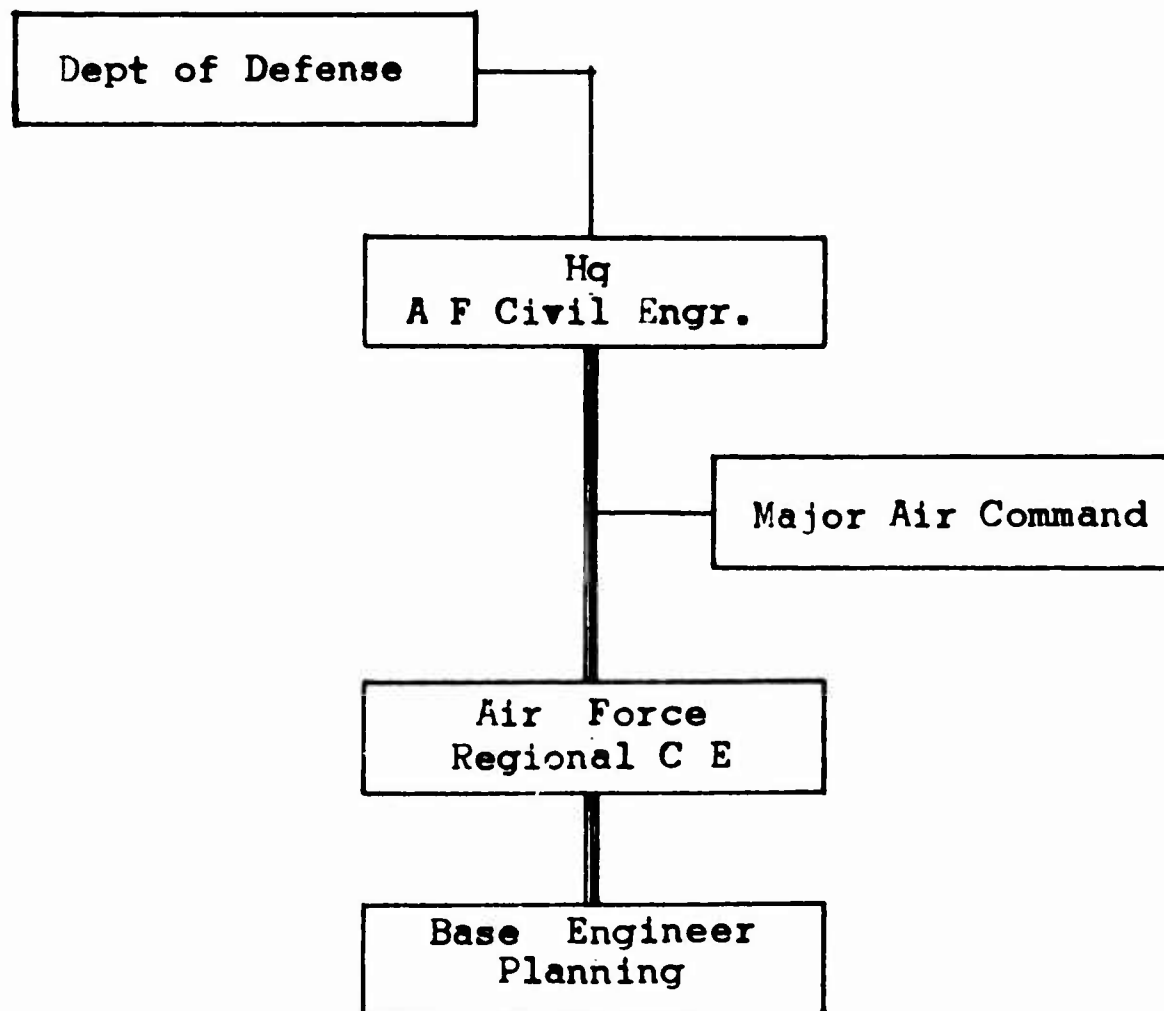 Dept of Defense
Hq
A F Civil Engr.
Major Air Command
Air Force
Regional C E
Base Engineer
Planning